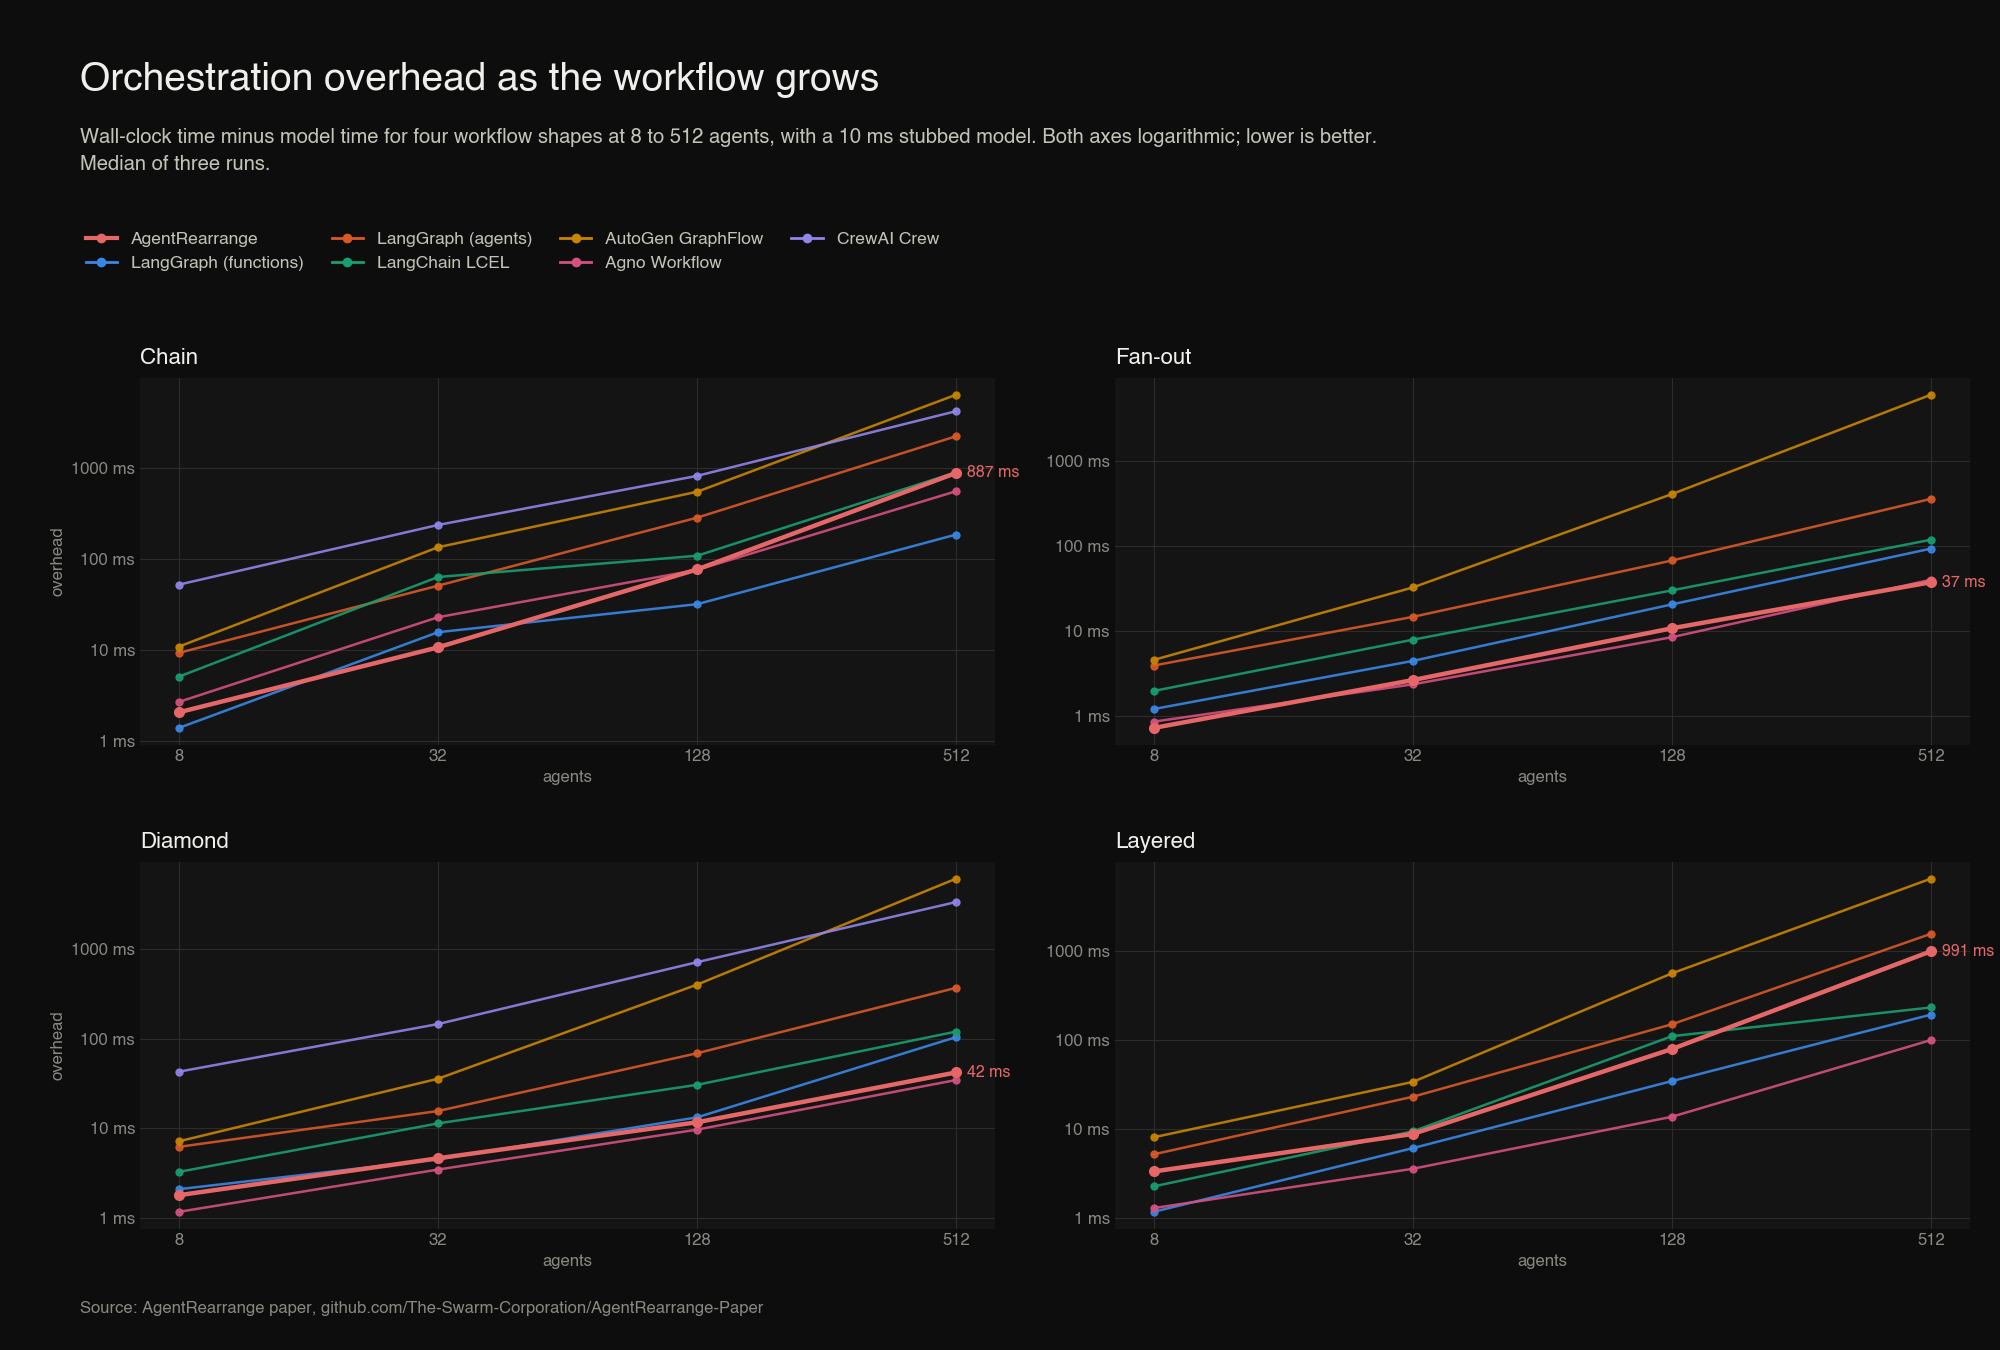 Orchestration overhead as the workflow grows
Wall-clock time minus model time for four workflow shapes at 8 to 512 agents, with a 10 ms stubbed model. Both axes logarithmic; lower is better.
Median of three runs.
AgentRearrange
LangGraph (agents)
AutoGen GraphFlow
CrewAI Crew
LangGraph (functions)
LangChain LCEL
Agno Workflow
Chain
1000 ms
100 ms
10 ms
1 ms
overhead
887 ms
8
32
128
512
agents
Fan-out
1000 ms
100 ms
10 ms
1 ms
37 ms
8
32
128
512
agents
Diamond
1000 ms
100 ms
10 ms
1 ms
overhead
42 ms
8
32
128
512
agents
Layered
1000 ms
100 ms
10 ms
1 ms
991 ms
8
32
128
512
agents
Source: AgentRearrange paper, github.com/The-Swarm-Corporation/AgentRearrange-Paper